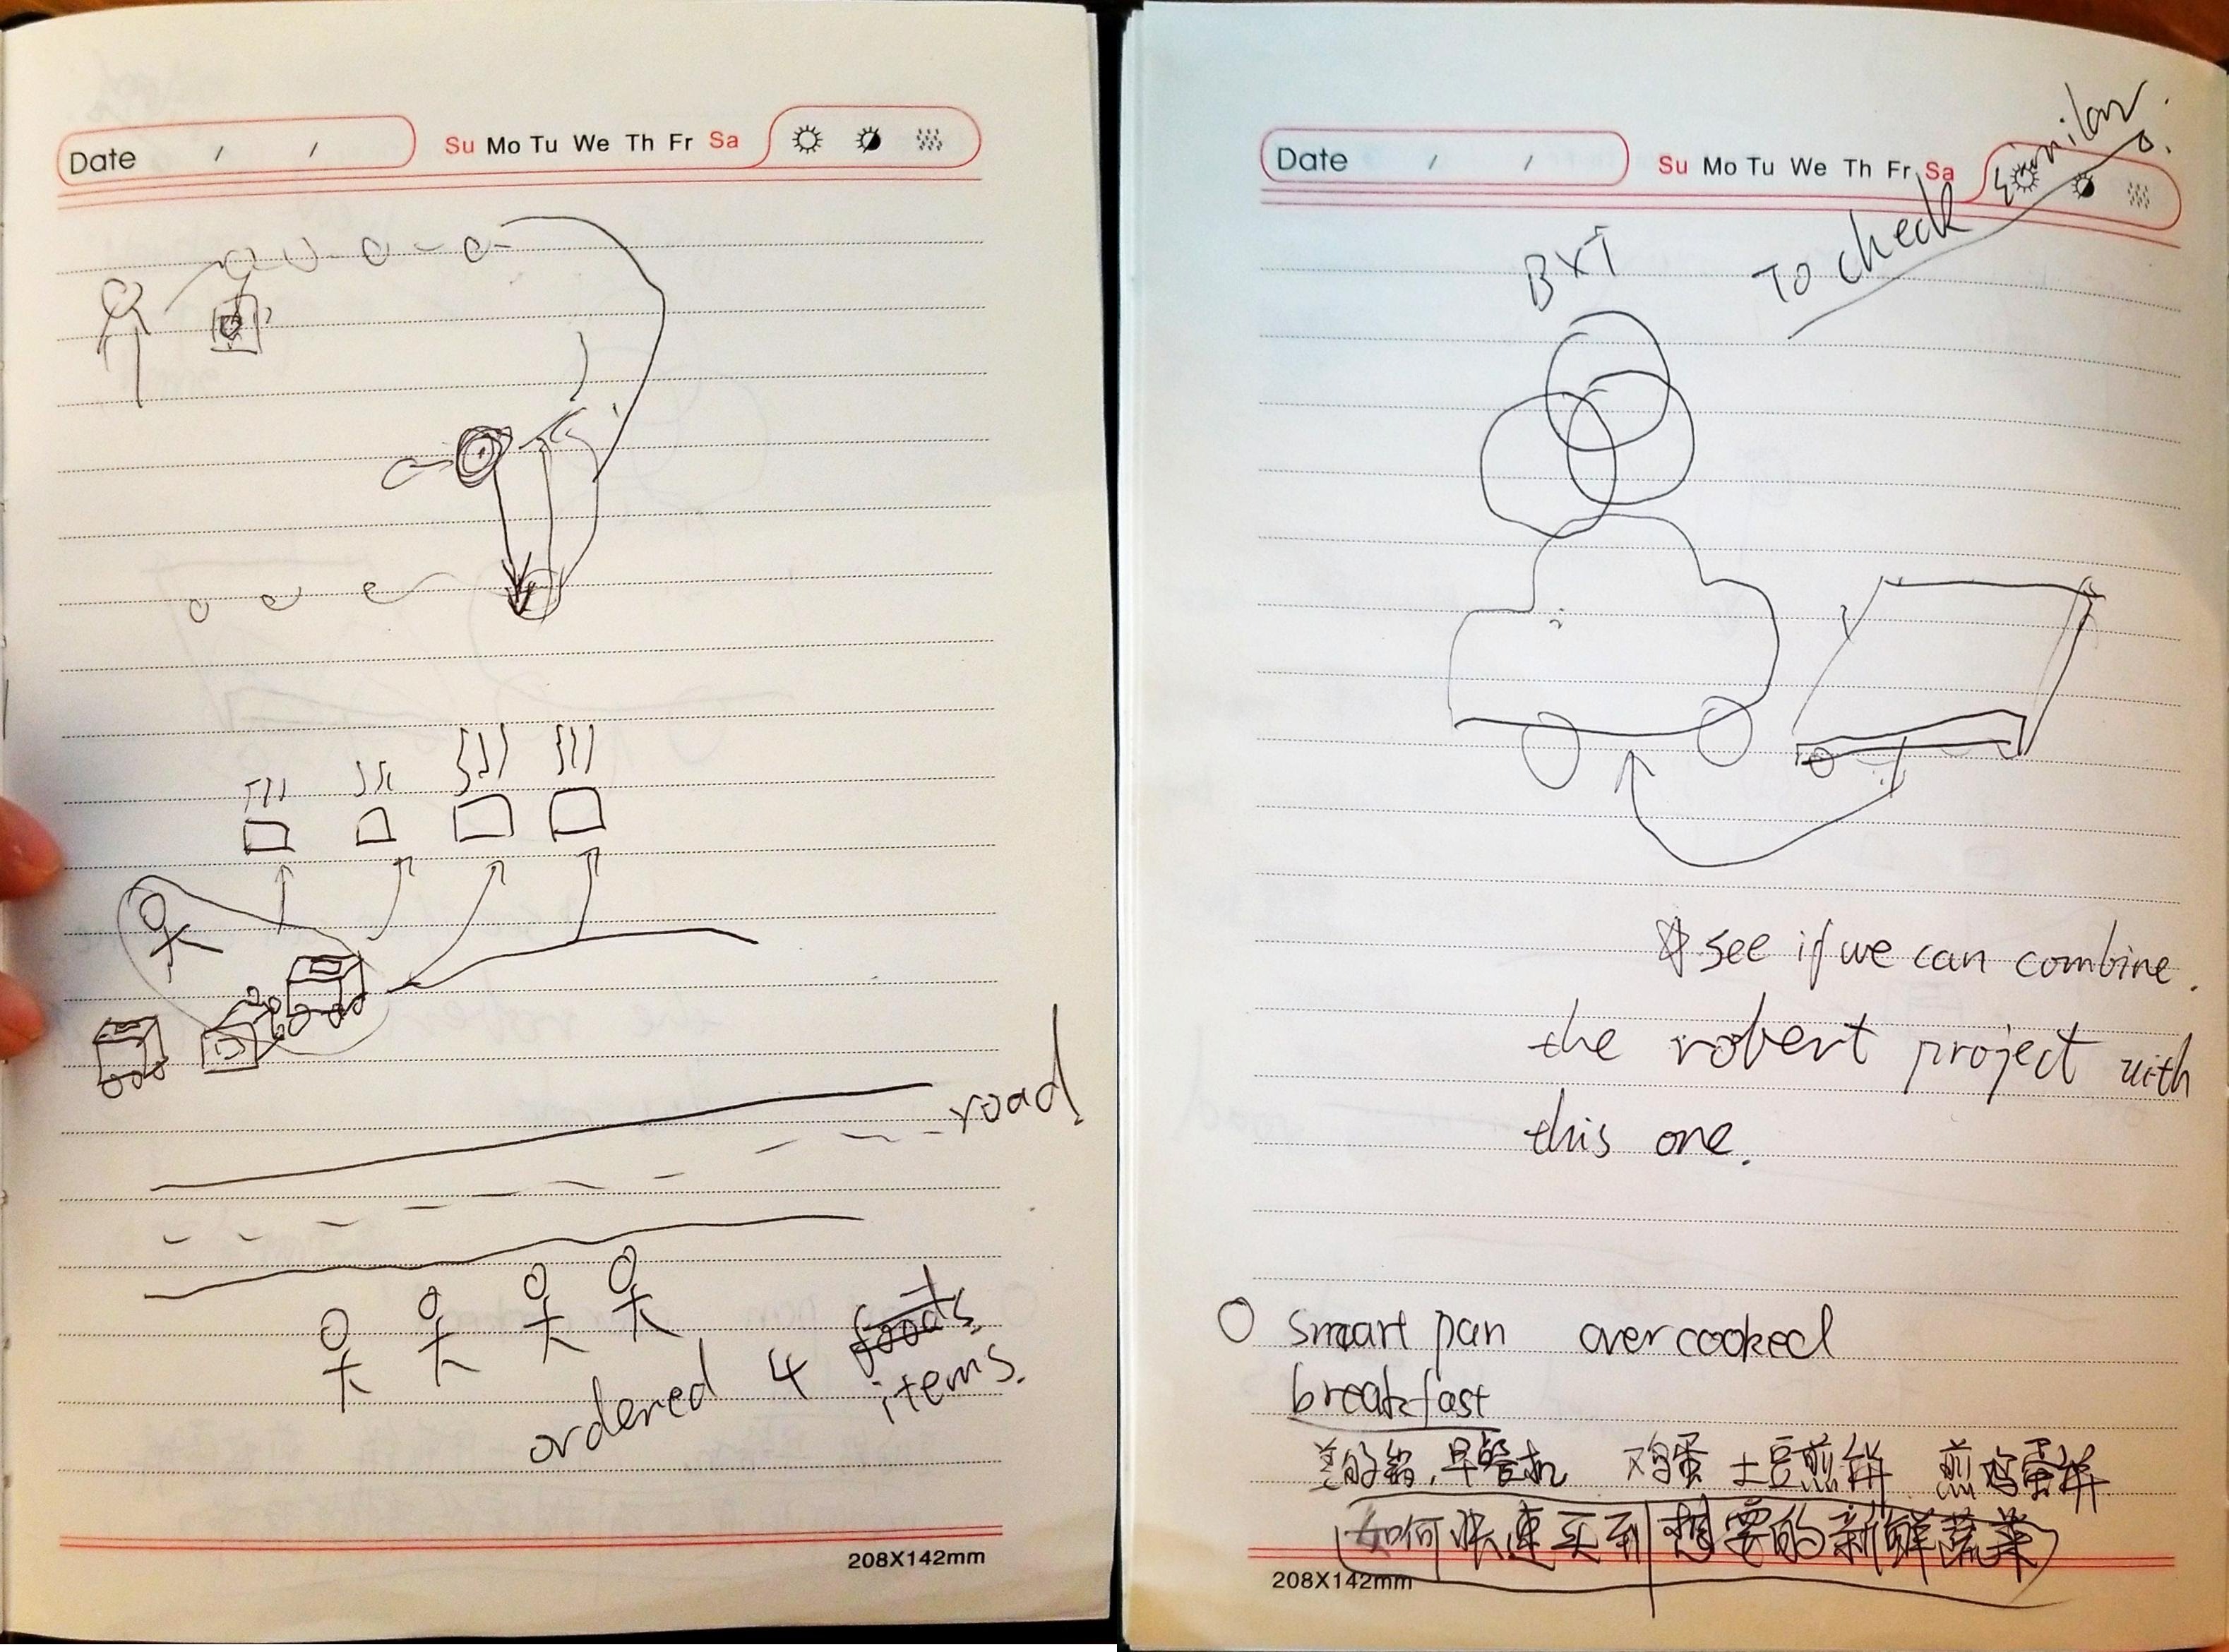 Date / /
Su Mo Tu We Th Fr Sa
road
ordered 4 foods
items.
208X142mm
Date / /
Su Mo Tu We Th Fr Sa
To check similar.
BXT
see if we can combine.
the robert project with
this one.
smart pan overcooked
breakfast
美的锅, 早餐机 鸡蛋 土豆煎饼 煎鸡蛋饼
如何快速买到想要的新鲜蔬菜
208X142mm